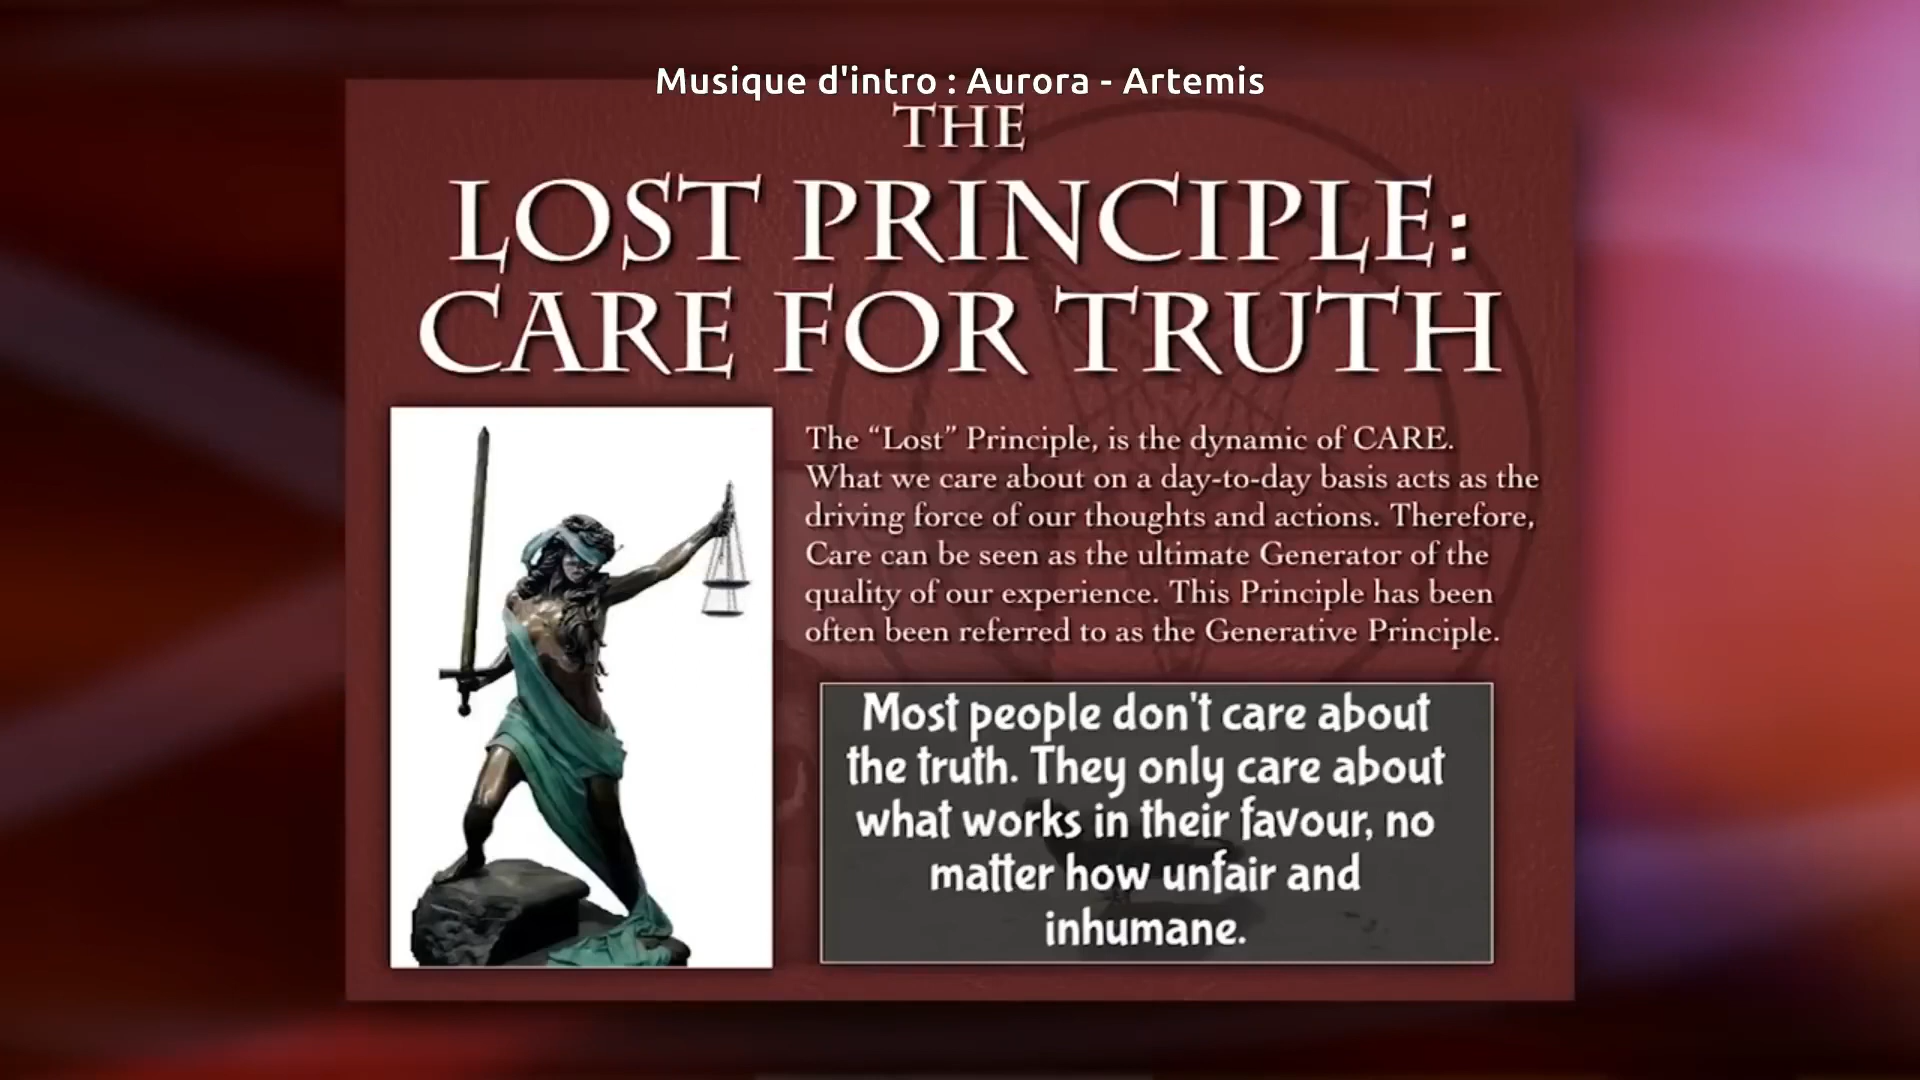 Musique d'intro : Aurora - Artemis
THE
LOST PRINCIPLE:
CARE FOR TRUTH
The “Lost” Principle, is the dynamic of CARE.
What we care about on a day-to-day basis acts as the
driving force of our thoughts and actions. Therefore,
Care can be seen as the ultimate Generator of the
quality of our experience. This Principle has been
often been referred to as the Generative Principle.
Most people don't care about
the truth. They only care about
what works in their favour, no
matter how unfair and
inhumane.